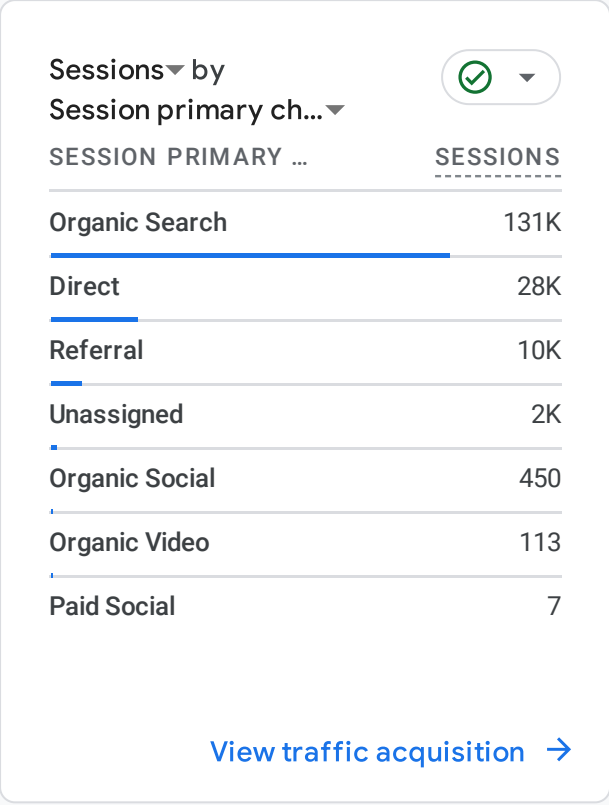 Sessions by
Session primary ch...
SESSION PRIMARY ... SESSIONS
Organic Search 131K
Direct 28K
Referral 10K
Unassigned 2K
Organic Social 450
Organic Video 113
Paid Social 7
View traffic acquisition